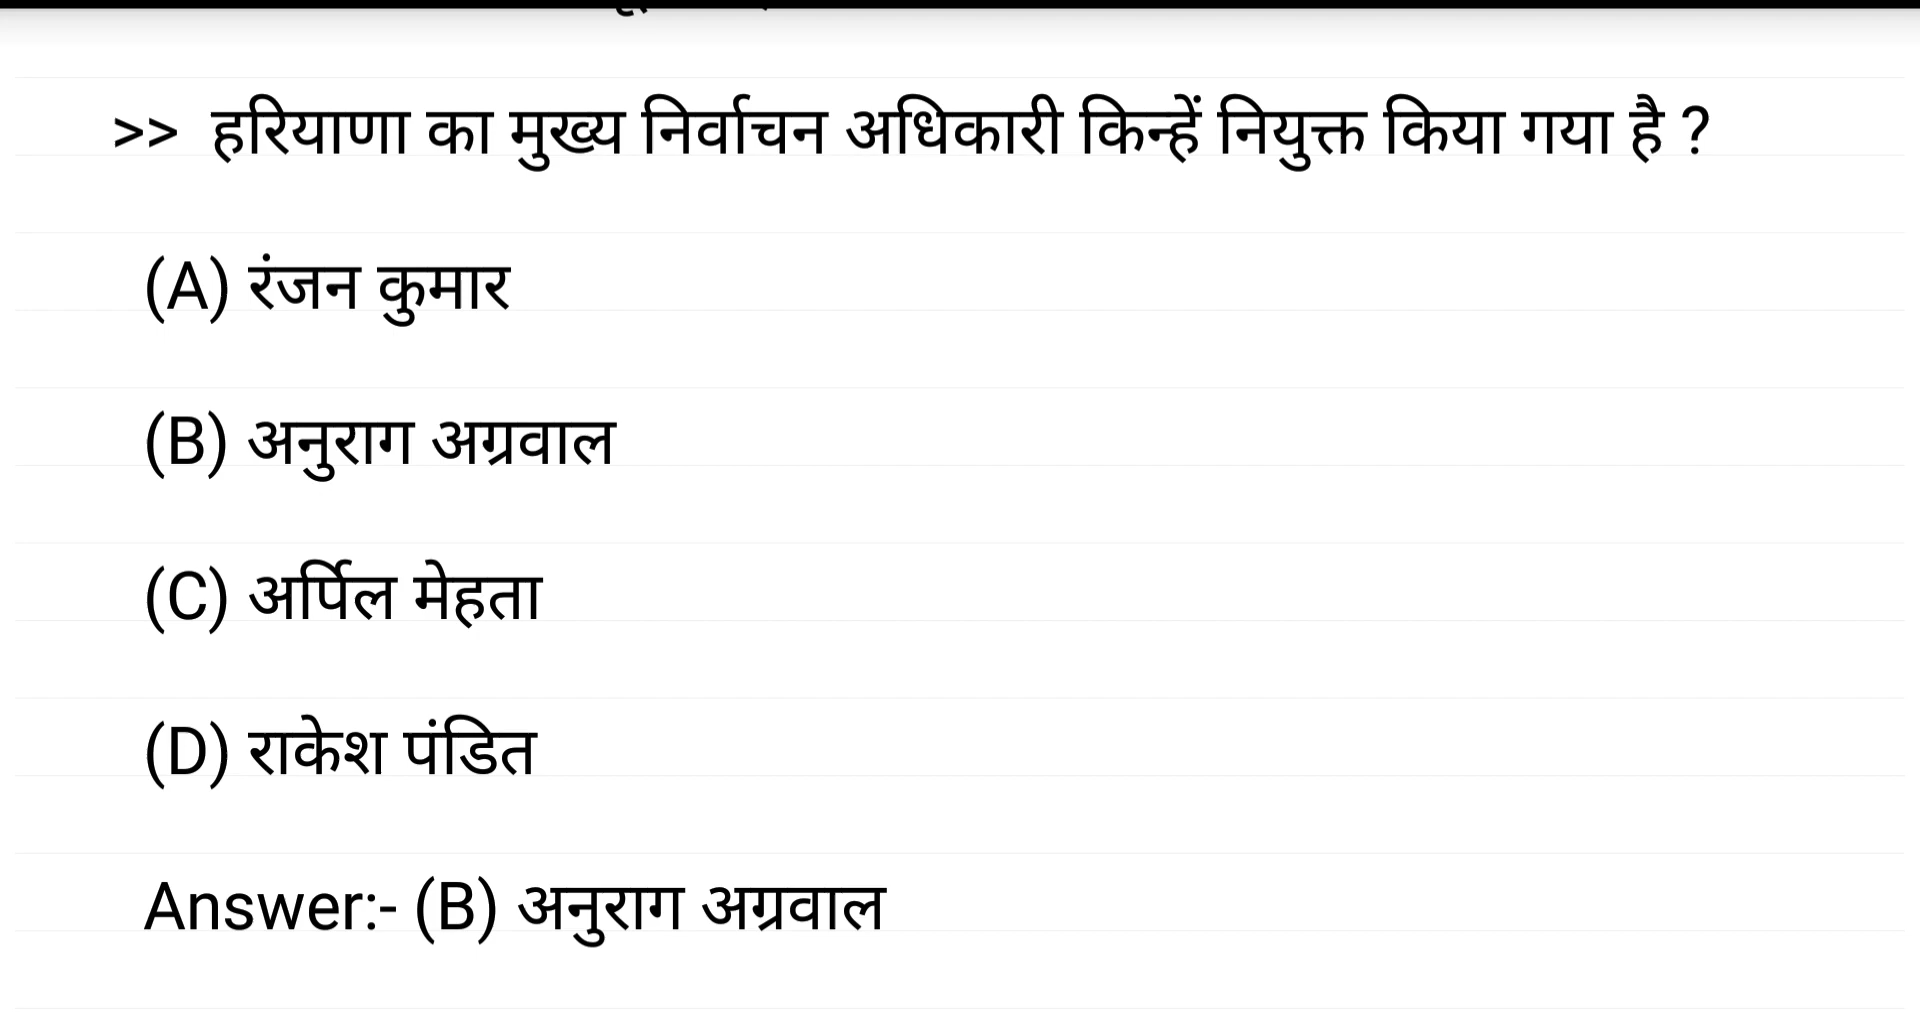 >> हरियाणा का मुख्य निर्वाचन अधिकारी किन्हें नियुक्त किया गया है ?
(A) रंजन कुमार
(B) अनुराग अग्रवाल
(C) अर्पिल मेहता
(D) राकेश पंडित
Answer:- (B) अनुराग अग्रवाल